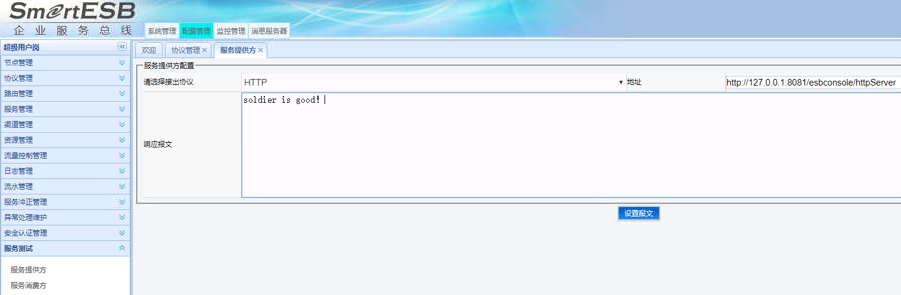 SmartESB
企业服务总线
系统管理 配置管理 监控管理 消息服务器
超级用户岗
欢迎 协议管理 服务提供方
节点管理
协议管理
路由管理
服务管理
渠道管理
资源管理
流量控制管理
日志管理
流水管理
服务冲正管理
异常处理维护
安全认证管理
服务测试
服务提供方
服务消费方
服务提供方配置
请选择接出协议 HTTP 地址 http://127.0.0.1:8081/esbconsole/httpServer
响应报文
soldier is good!
设置报文